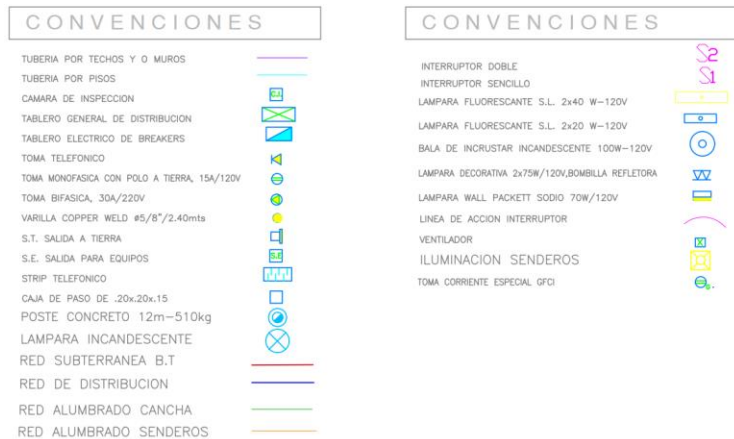 CONVENCIONES
TUBERIA POR TECHOS Y O MUROS
TUBERIA POR PISOS
CAMARA DE INSPECCION C.I.
TABLERO GENERAL DE DISTRIBUCION
TABLERO ELECTRICO DE BREAKERS
TOMA TELEFONICO
TOMA MONOFASICA CON POLO A TIERRA, 15A/120V
TOMA BIFASICA, 30A/220V
VARILLA COPPER WELD ø5/8"/2.40mts
S.T. SALIDA A TIERRA
S.E. SALIDA PARA EQUIPOS S.E
STRIP TELEFONICO
CAJA DE PASO DE .20x.20x.15
POSTE CONCRETO 12m-510kg
LAMPARA INCANDESCENTE
RED SUBTERRANEA B.T
RED DE DISTRIBUCION
RED ALUMBRADO CANCHA
RED ALUMBRADO SENDEROS
CONVENCIONES
INTERRUPTOR DOBLE S2
INTERRUPTOR SENCILLO S1
LAMPARA FLUORESCANTE S.L. 2x40 W-120V
LAMPARA FLUORESCANTE S.L. 2x20 W-120V
BALA DE INCRUSTAR INCANDESCENTE 100W-120V
LAMPARA DECORATIVA 2x75W/120V,BOMBILLA REFLETORA
LAMPARA WALL PACKETT SODIO 70W/120V
LINEA DE ACCION INTERRUPTOR
VENTILADOR
ILUMINACION SENDEROS
TOMA CORRIENTE ESPECIAL GFCI